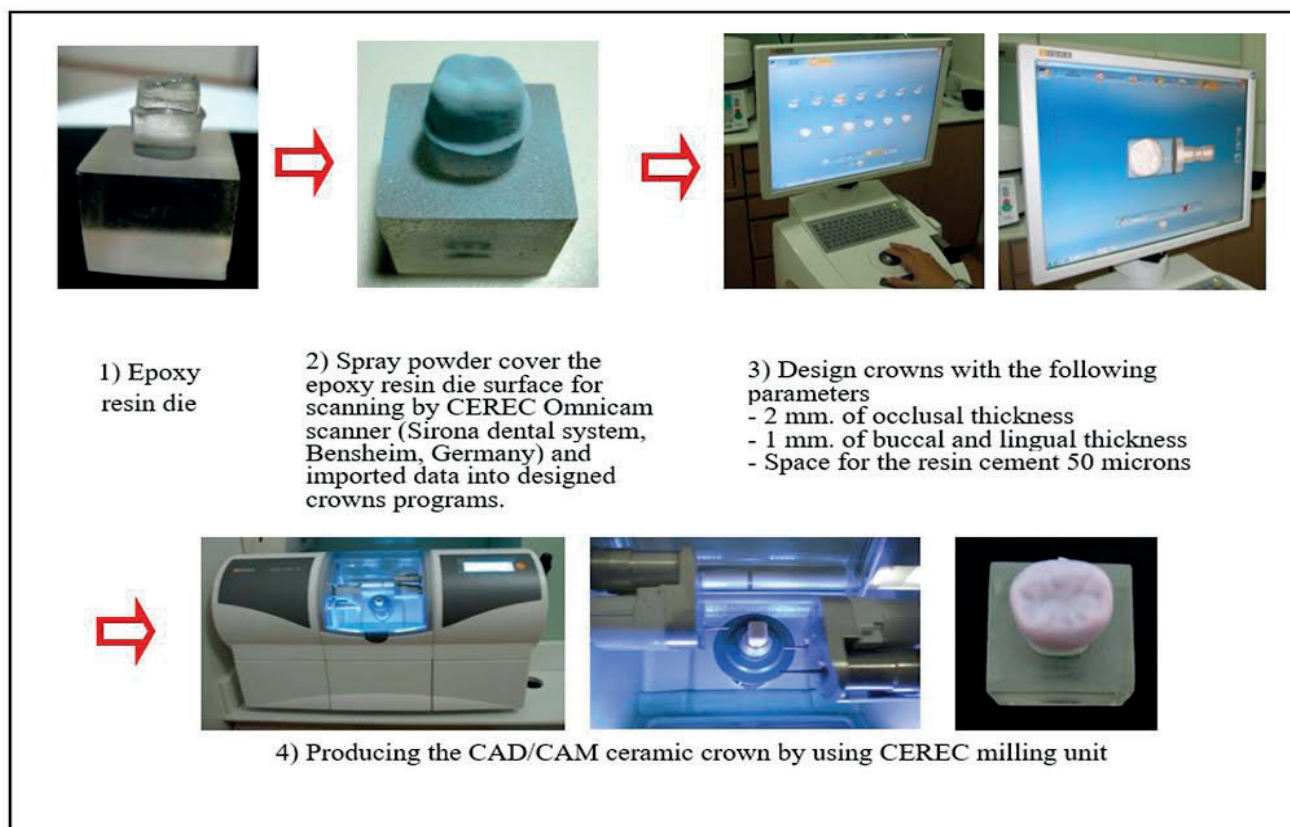 1) Epoxy
resin die
2) Spray powder cover the
epoxy resin die surface for
scanning by CEREC Omnicam
scanner (Sirona dental system,
Bensheim, Germany) and
imported data into designed
crowns programs.
3) Design crowns with the following
parameters
- 2 mm. of occlusal thickness
- 1 mm. of buccal and lingual thickness
- Space for the resin cement 50 microns
4) Producing the CAD/CAM ceramic crown by using CEREC milling unit